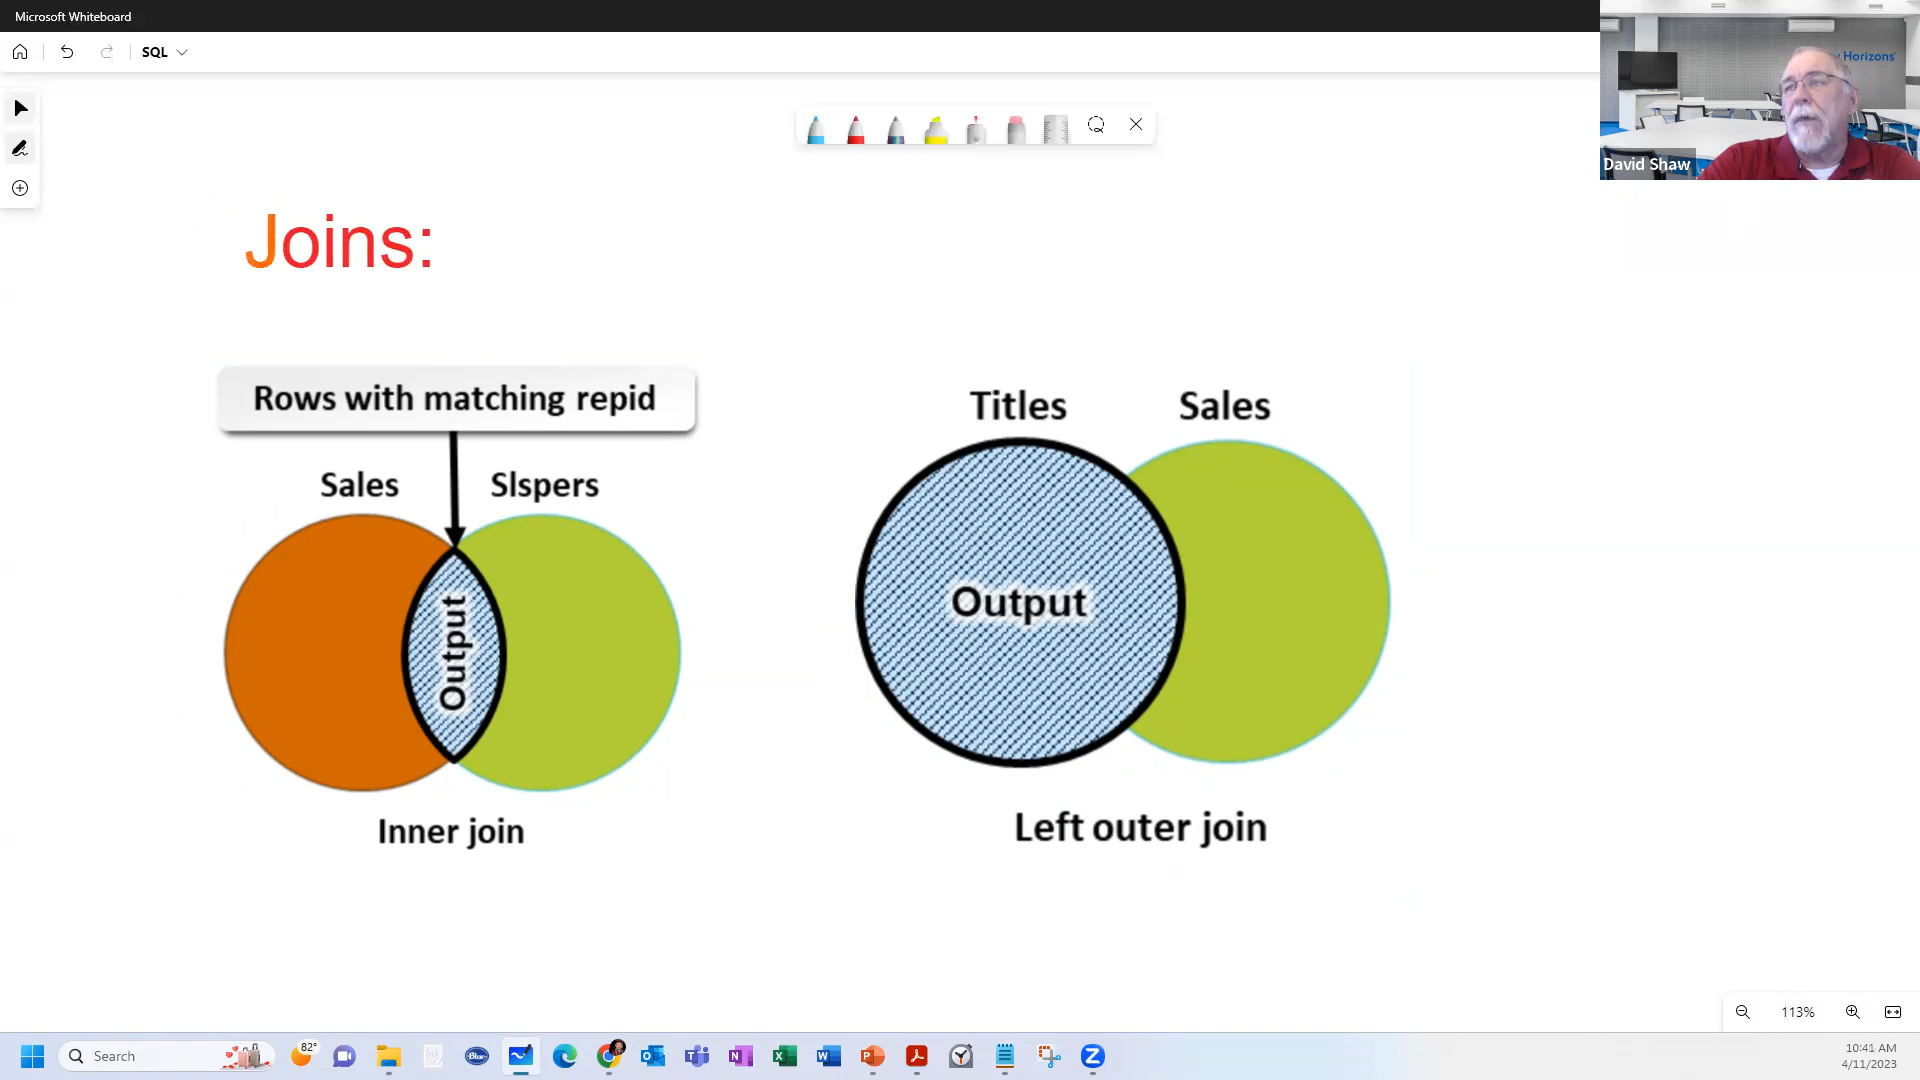 Microsoft Whiteboard
SQL
Horizons
David Shaw
Joins:
Rows with matching repid
Sales
Slspers
Output
Inner join
Titles
Sales
Output
Left outer join
113%
Search
82°
Blue
10:41 AM
4/11/2023